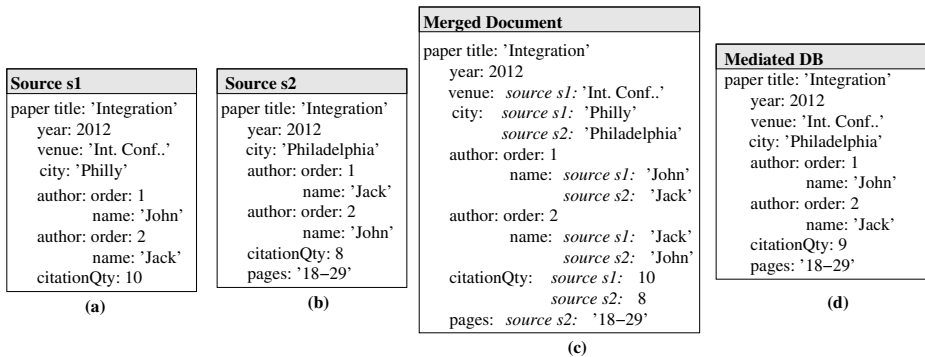 Source s1
paper title: ’Integration’
year: 2012
venue: ’Int. Conf..’
city: ’Philly’
author: order: 1
name: ’John’
author: order: 2
name: ’Jack’
citationQty: 10
(a)
Source s2
paper title: ’Integration’
year: 2012
city: ’Philadelphia’
author: order: 1
name: ’Jack’
author: order: 2
name: ’John’
citationQty: 8
pages: ’18−29’
(b)
Merged Document
paper title: ’Integration’
year: 2012
venue: source s1: ’Int. Conf..’
city: source s1: ’Philly’
source s2: ’Philadelphia’
author: order: 1
name: source s1: ’John’
source s2: ’Jack’
author: order: 2
name: source s1: ’Jack’
source s2: ’John’
citationQty: source s1: 10
source s2: 8
pages: source s2: ’18−29’
(c)
Mediated DB
paper title: ’Integration’
year: 2012
venue: ’Int. Conf..’
city: ’Philadelphia’
author: order: 1
name: ’John’
author: order: 2
name: ’Jack’
citationQty: 9
pages: ’18−29’
(d)